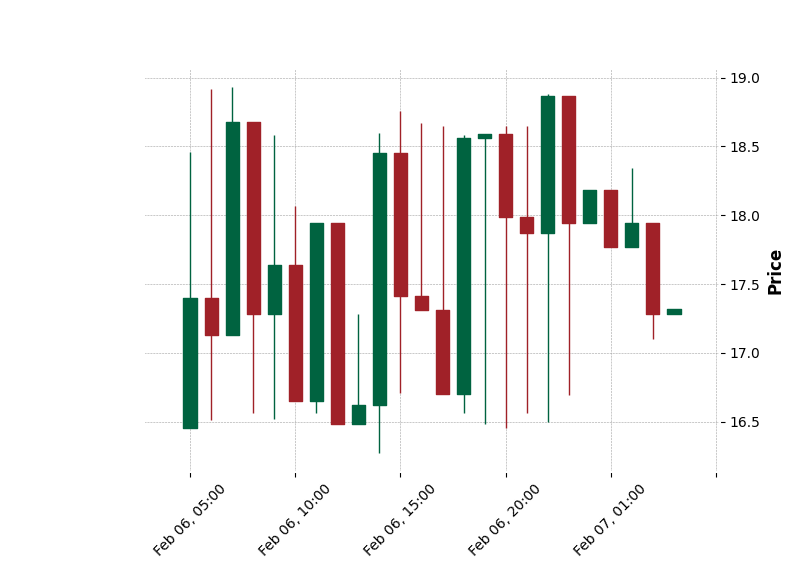 19.0
18.5
18.0
17.5
17.0
16.5
Price
Feb 06, 05:00
Feb 06, 10:00
Feb 06, 15:00
Feb 06, 20:00
Feb 07, 01:00